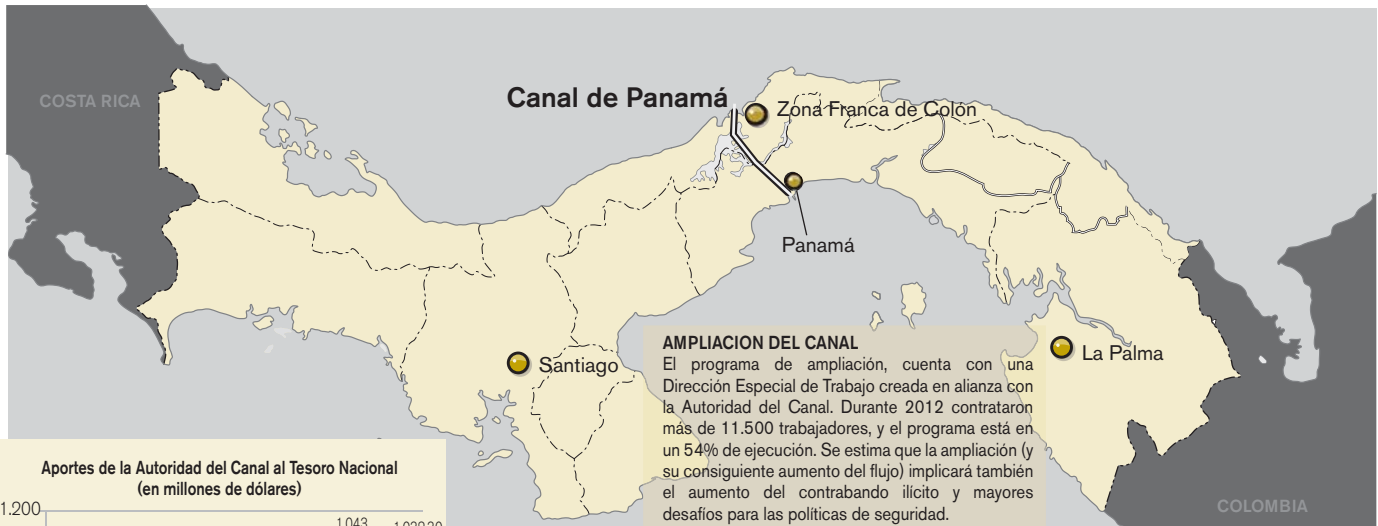 COSTA RICA
Canal de Panamá
Zona Franca de Colón
Panamá
Santiago
La Palma
AMPLIACION DEL CANAL
El programa de ampliación, cuenta con una
Dirección Especial de Trabajo creada en alianza con
la Autoridad del Canal. Durante 2012 contrataron
más de 11.500 trabajadores, y el programa está en
un 54% de ejecución. Se estima que la ampliación (y
su consiguiente aumento del flujo) implicará también
el aumento del contrabando ilícito y mayores
desafíos para las políticas de seguridad.
COLOMBIA
Aportes de la Autoridad del Canal al Tesoro Nacional
(en millones de dólares)
1.200
1.043